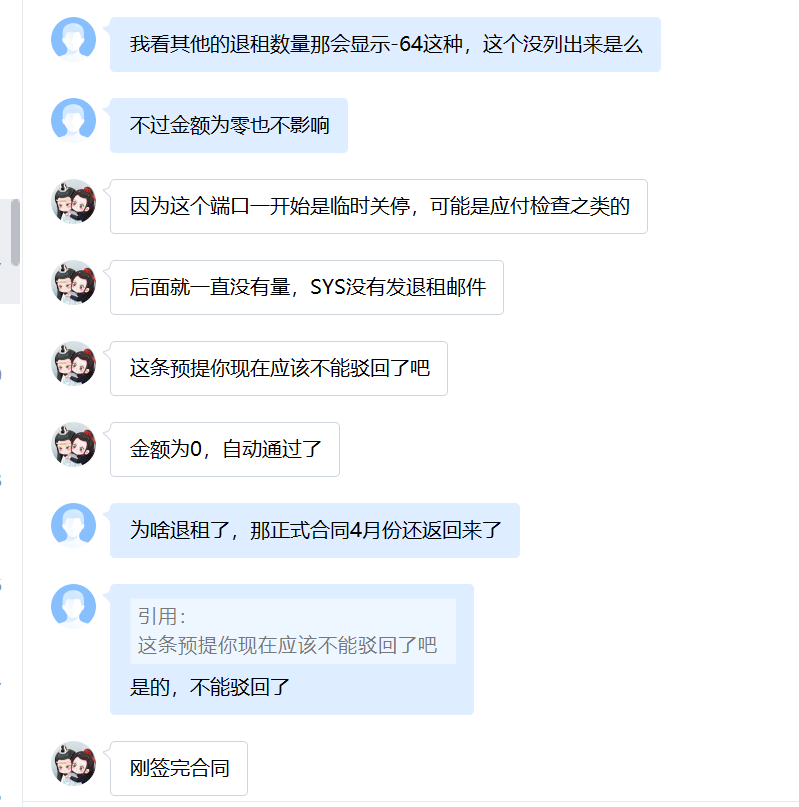 我看其他的退租数量那会显示-64这种，这个没列出来是么
不过金额为零也不影响
因为这个端口一开始是临时关停，可能是应付检查之类的
后面就一直没有量，SYS没有发退租邮件
这条预提你现在应该不能驳回了吧
金额为0，自动通过了
为啥退租了，那正式合同4月份还返回来了
引用：
这条预提你现在应该不能驳回了吧
是的，不能驳回了
刚签完合同